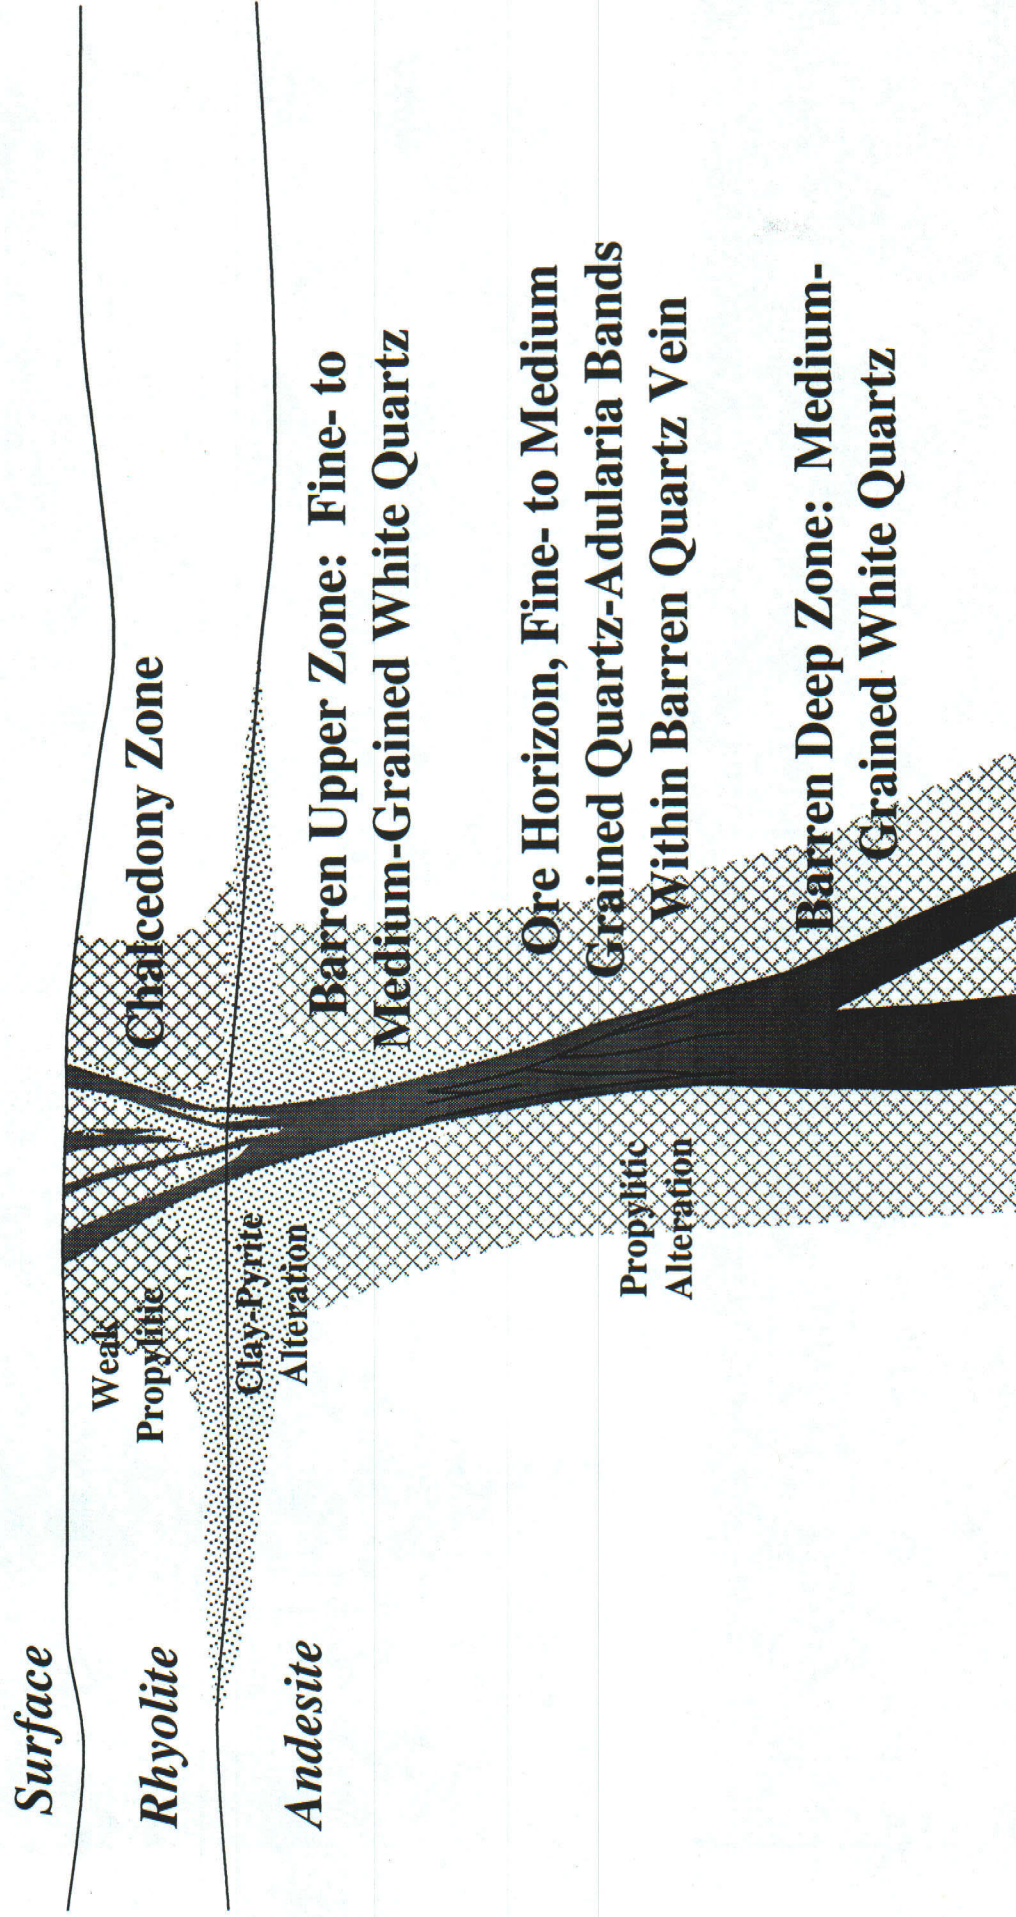 Surface
Rhyolite
Andesite
Weak
Propylitic
Clay-Pyrite
Alteration
Propylitic
Alteration
Chalcedony Zone
Barren Upper Zone: Fine- to
Medium-Grained White Quartz
Ore Horizon, Fine- to Medium
Grained Quartz-Adularia Bands
Within Barren Quartz Vein
Barren Deep Zone: Medium-
Grained White Quartz